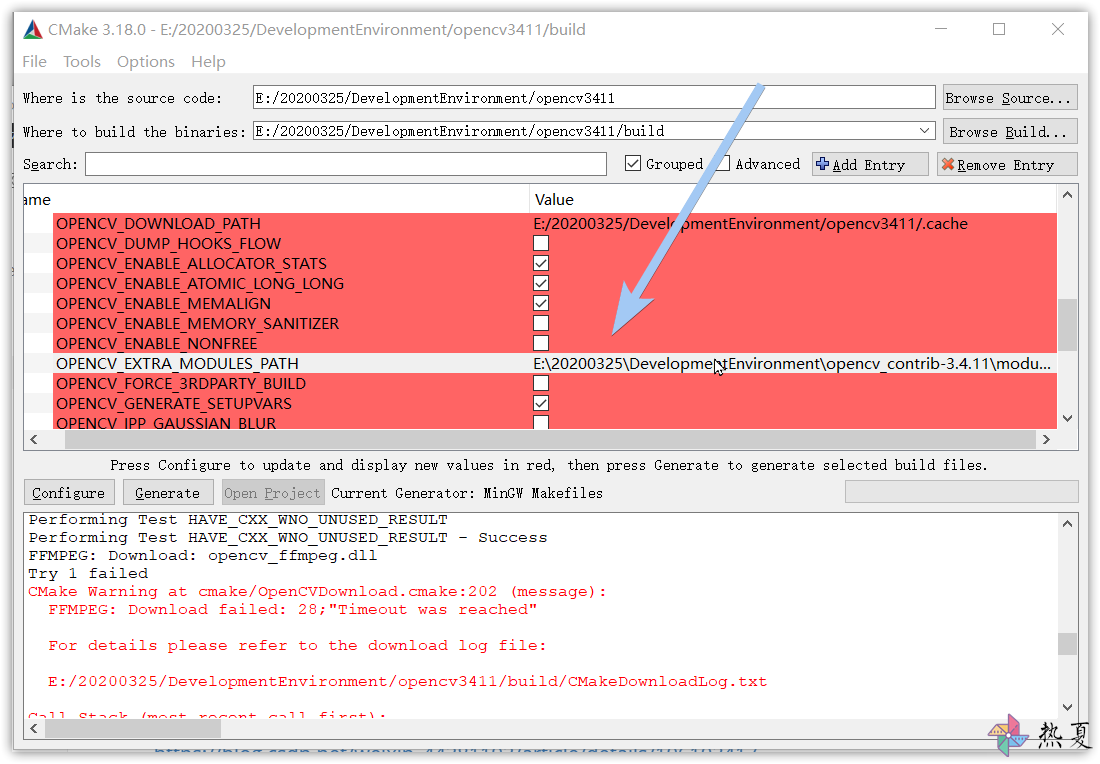 CMake 3.18.0 - E:/20200325/DevelopmentEnvironment/opencv3411/build
File Tools Options Help
Where is the source code: E:/20200325/DevelopmentEnvironment/opencv3411 Browse Source...
Where to build the binaries: E:/20200325/DevelopmentEnvironment/opencv3411/build Browse Build...
Search: Grouped Advanced Add Entry Remove Entry
ame Value
OPENCV_DOWNLOAD_PATH E:/20200325/DevelopmentEnvironment/opencv3411/.cache
OPENCV_DUMP_HOOKS_FLOW
OPENCV_ENABLE_ALLOCATOR_STATS
OPENCV_ENABLE_ATOMIC_LONG_LONG
OPENCV_ENABLE_MEMALIGN
OPENCV_ENABLE_MEMORY_SANITIZER
OPENCV_ENABLE_NONFREE
OPENCV_EXTRA_MODULES_PATH E:\20200325\DevelopmentEnvironment\opencv_contrib-3.4.11\modu...
OPENCV_FORCE_3RDPARTY_BUILD
OPENCV_GENERATE_SETUPVARS
OPENCV_IPP_GAUSSIAN_BLUR
Press Configure to update and display new values in red, then press Generate to generate selected build files.
Configure Generate Open Project Current Generator: MinGW Makefiles
Performing Test HAVE_CXX_WNO_UNUSED_RESULT
Performing Test HAVE_CXX_WNO_UNUSED_RESULT - Success
FFMPEG: Download: opencv_ffmpeg.dll
Try 1 failed
CMake Warning at cmake/OpenCVDownload.cmake:202 (message):
FFMPEG: Download failed: 28;"Timeout was reached"
For details please refer to the download log file:
E:/20200325/DevelopmentEnvironment/opencv3411/build/CMakeDownloadLog.txt
Call Stack (most recent call first):
热夏